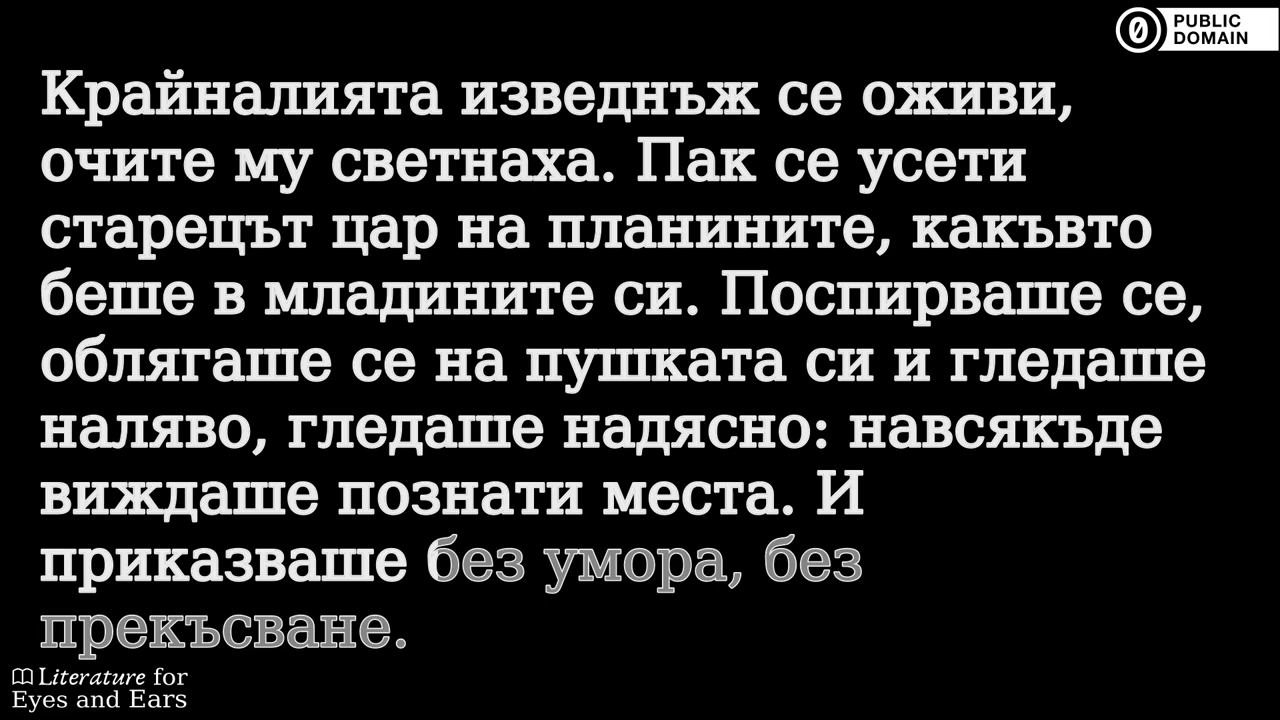 PUBLIC
DOMAIN
Крайналията изведнъж се оживи,
очите му светнаха. Пак се усети
старецът цар на планините, какъвто
беше в младините си. Поспирваше се,
облягаше се на пушката си и гледаше
наляво, гледаше надясно: навсякъде
виждаше познати места. И
приказваше без умора, без
прекъсване.
Literature for
Eyes and Ears